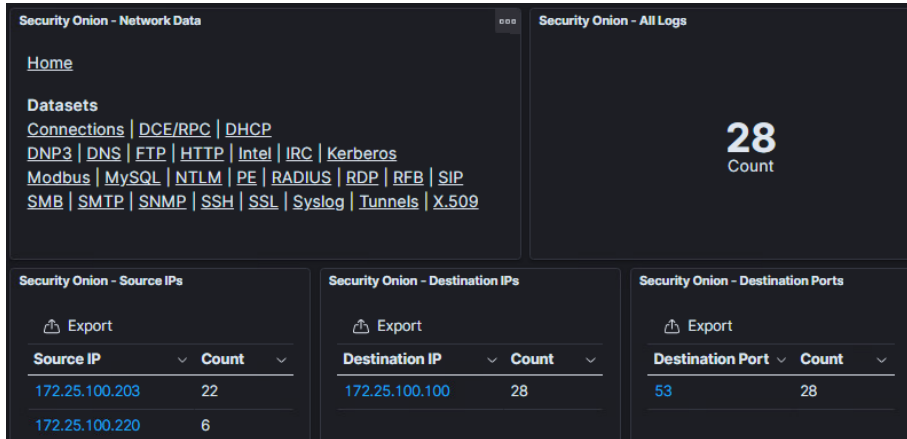 Security Onion - Network Data
Home
Datasets
Connections | DCE/RPC | DHCP
DNP3 | DNS | FTP | HTTP | Intel | IRC | Kerberos
Modbus | MySQL | NTLM | PE | RADIUS | RDP | RFB | SIP
SMB | SMTP | SNMP | SSH | SSL | Syslog | Tunnels | X.509
Security Onion - All Logs
28
Count
Security Onion - Source IPs
Export
Source IP Count
172.25.100.203 22
172.25.100.220 6
Security Onion - Destination IPs
Export
Destination IP Count
172.25.100.100 28
Security Onion - Destination Ports
Export
Destination Port Count
53 28